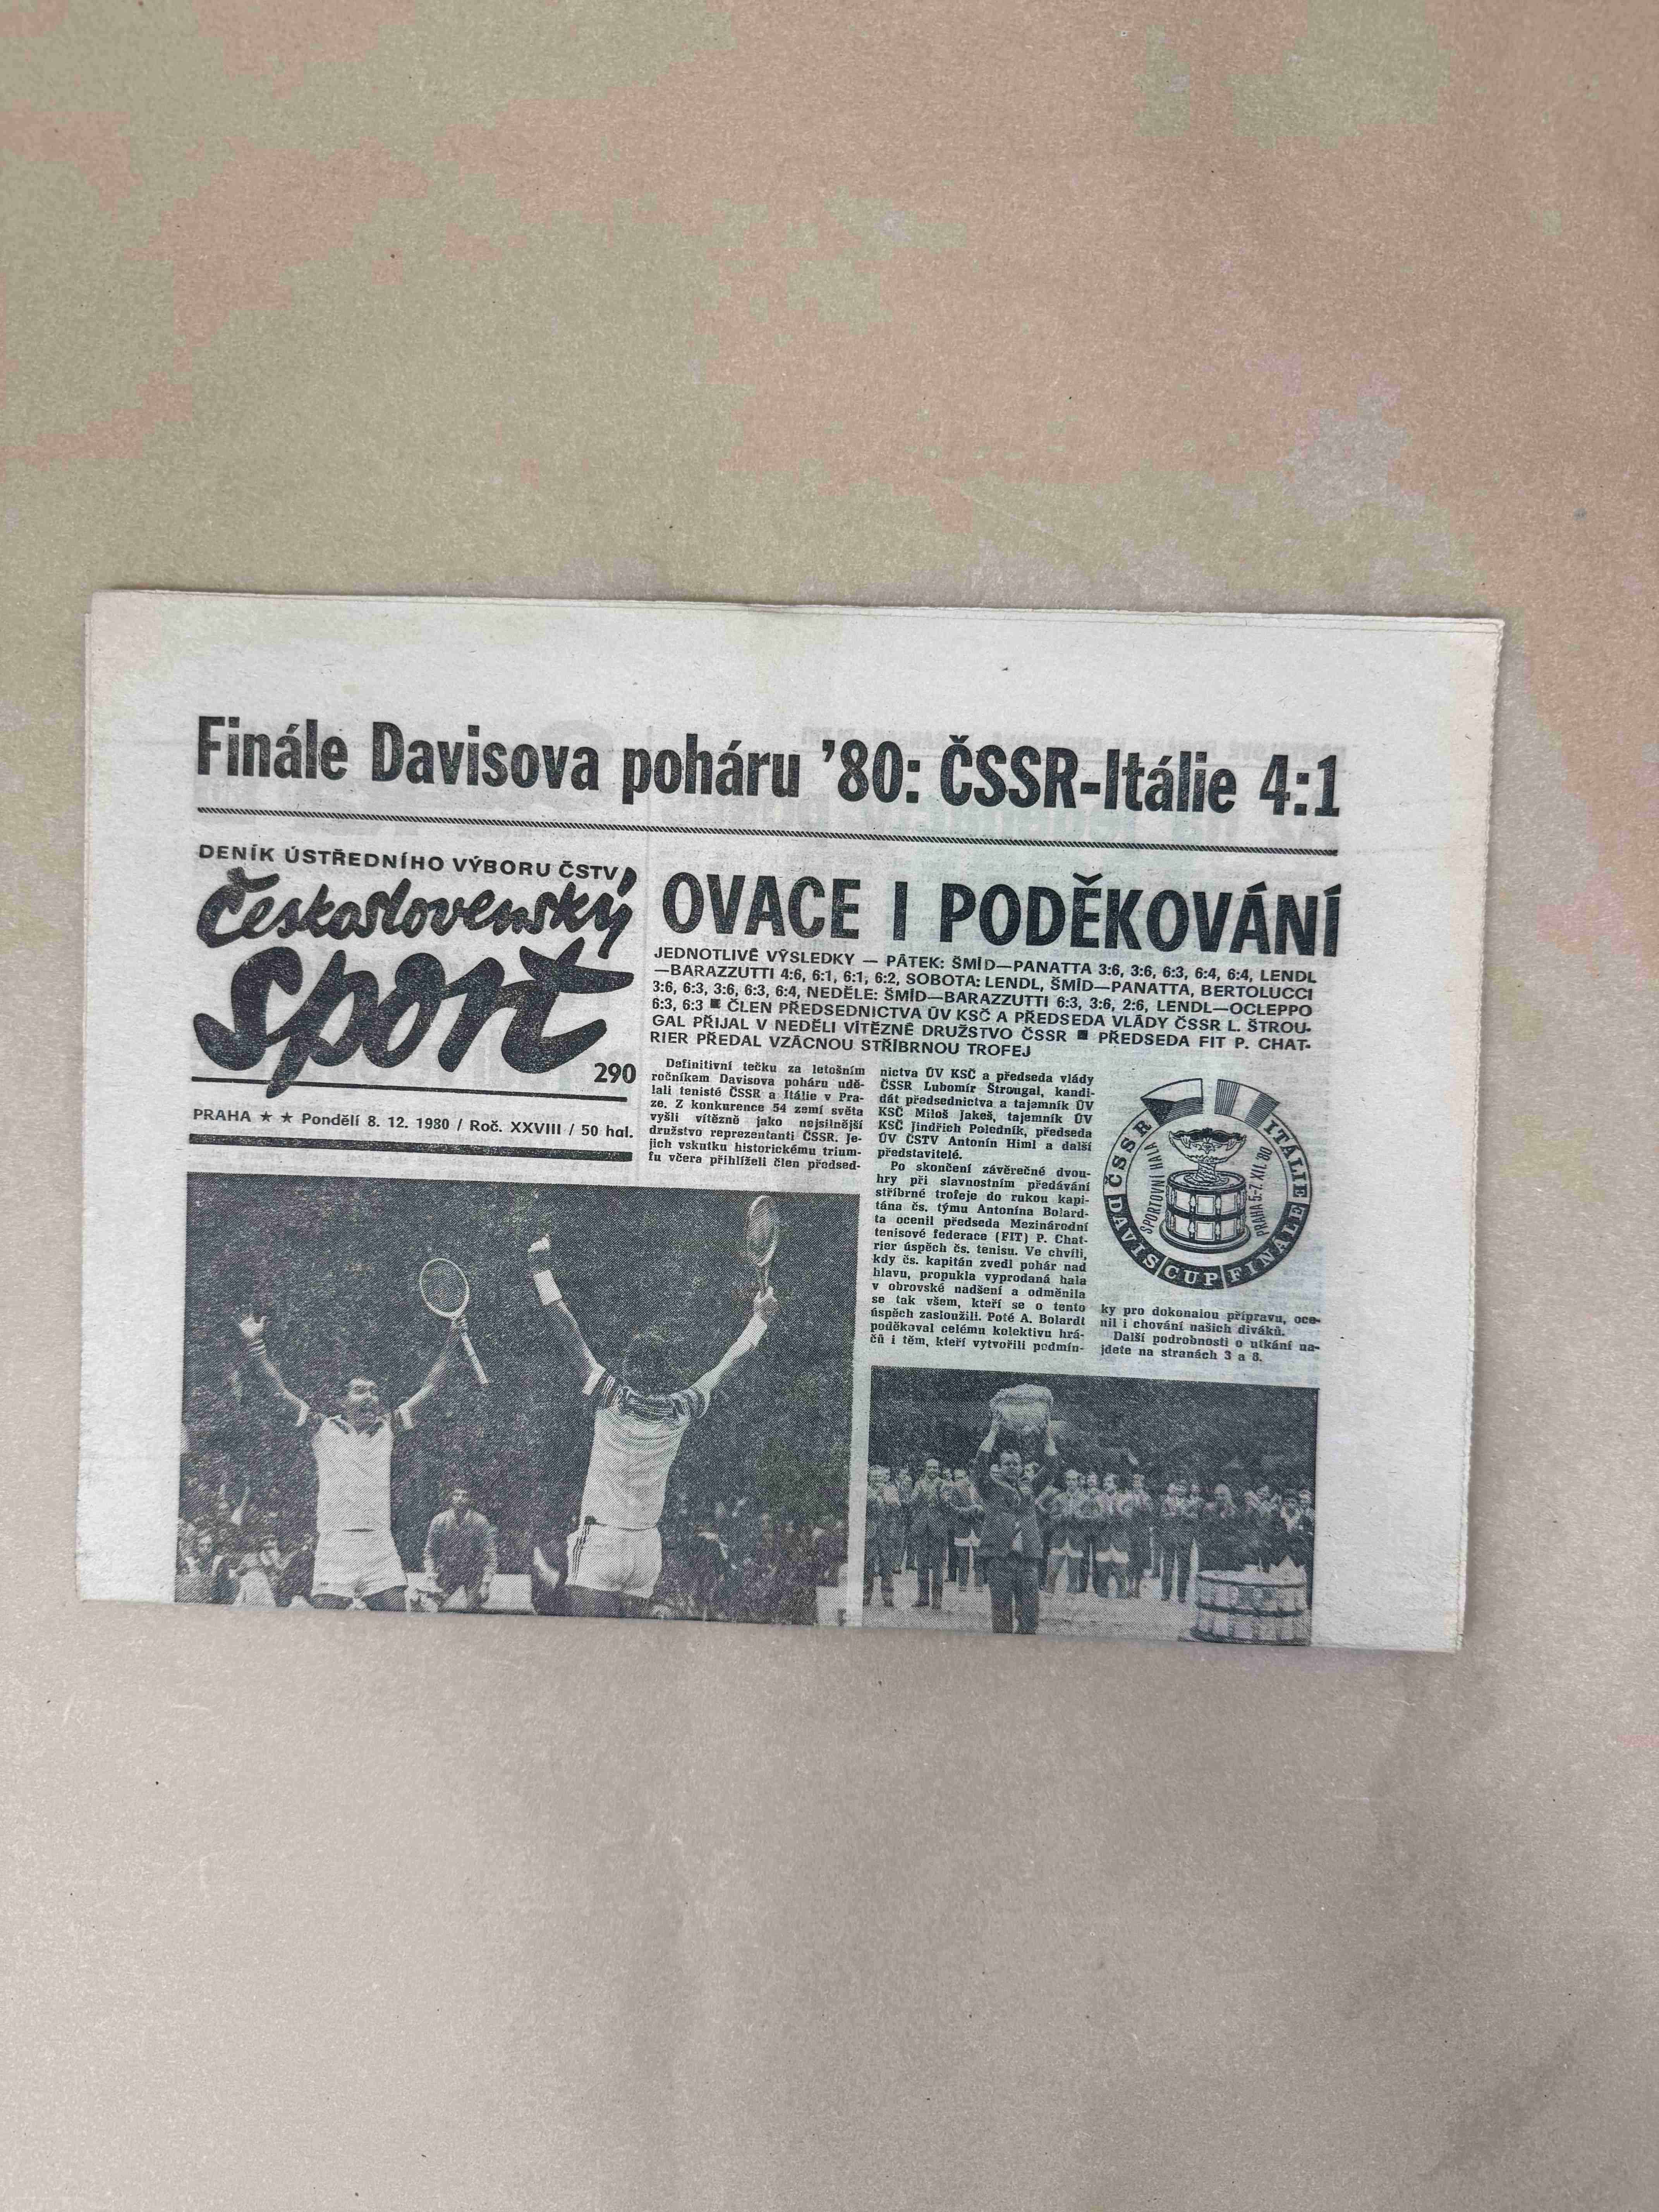 Finále Davisova poháru ’80: ČSSR-Itálie 4:1
DENÍK ÚSTŘEDNÍHO VÝBORU ČSTV
Československý
sport
290
PRAHA ★ ★ Pondělí 8. 12. 1980 / Roč. XXVIII / 50 hal.
OVACE I PODĚKOVÁNÍ
JEDNOTLIVÉ VÝSLEDKY — PÁTEK: ŠMÍD—PANATTA 3:6, 3:6, 6:3, 6:4, 6:4, LENDL
—BARAZZUTTI 4:6, 6:1, 6:1, 6:2, SOBOTA: LENDL, ŠMÍD—PANATTA, BERTOLUCCI
3:6, 6:3, 3:6, 6:3, 6:4, NEDĚLE: ŠMÍD—BARAZZUTTI 6:3, 3:6, 2:6, LENDL—OCLEPPO
6:3, 6:3 ■ ČLEN PŘEDSEDNICTVA ÚV KSČ A PŘEDSEDA VLÁDY ČSSR L. ŠTROU-
GAL PŘIJAL V NEDĚLI VÍTĚZNÉ DRUŽSTVO ČSSR ■ PŘEDSEDA FIT P. CHAT-
RIER PŘEDAL VZÁCNOU STŘÍBRNOU TROFEJ
Definitivní tečku za letošním
ročníkem Davisova poháru udě-
lali tenisté ČSSR a Itálie v Pra-
ze. Z konkurence 54 zemí světa
vyšli vítězně jako nejsilnější
družstvo reprezentanti ČSSR. Je-
jich vskutku historickému trium-
fu včera přihlíželi člen předsed-
nictva ÚV KSČ a předseda vlády
ČSSR Lubomír Štrougal, kandi-
dát předsednictva a tajemník ÚV
KSČ Miloš Jakeš, tajemník ÚV
KSČ Jindřich Poledník, předseda
ÚV ČSTV Antonín Himl a další
představitelé.
Po skončení závěrečné dvou-
hry při slavnostním předávání
stříbrné trofeje do rukou kapi-
tána čs. týmu Antonína Bolard-
ta ocenil předseda Mezinárodní
tenisové federace (FIT) P. Chat-
rier úspěch čs. tenisu. Ve chvíli,
kdy čs. kapitán zvedl pohár nad
hlavu, propukla vyprodaná hala
v obrovské nadšení a odměnila
se tak všem, kteří se o tento
úspěch zasloužili. Poté A. Bolardt
poděkoval celému kolektivu hrá-
čů i těm, kteří vytvořili podmín-
ČSSR ITÁLIE
SPORTOVNÍ HALA
PRAHA 5.-7. XII. '80
DAVIS CUP FINÁLE
ky pro dokonalou přípravu, oce-
nil i chování našich diváků.
Další podrobnosti o utkání na-
jdete na stranách 3 a 8.